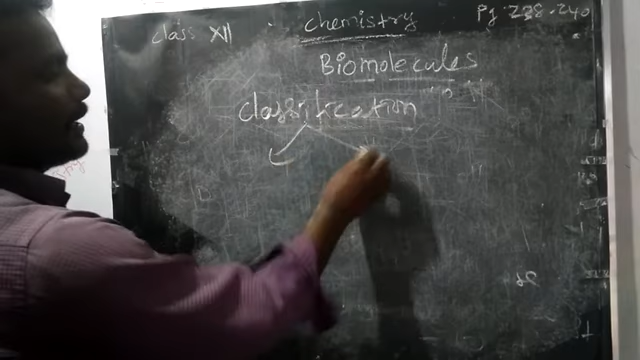 class XII
Chemistry
Pg 238-240
Biomolecules
classification